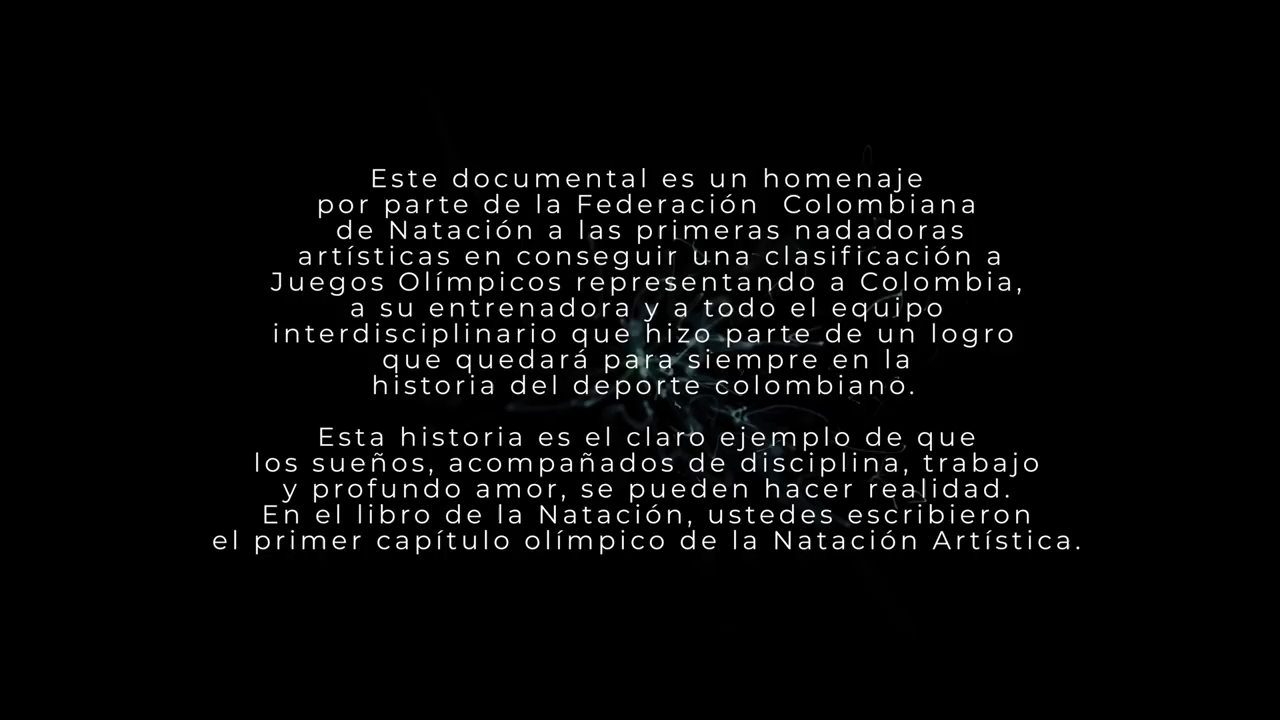 Este documental es un homenaje
por parte de la Federación Colombiana
de Natación a las primeras nadadoras
artísticas en conseguir una clasificación a
Juegos Olímpicos representando a Colombia,
a su entrenadora y a todo el equipo
interdisciplinario que hizo parte de un logro
que quedará para siempre en la
historia del deporte colombiano.
Esta historia es el claro ejemplo de que
los sueños, acompañados de disciplina, trabajo
y profundo amor, se pueden hacer realidad.
En el libro de la Natación, ustedes escribieron
el primer capítulo olímpico de la Natación Artística.